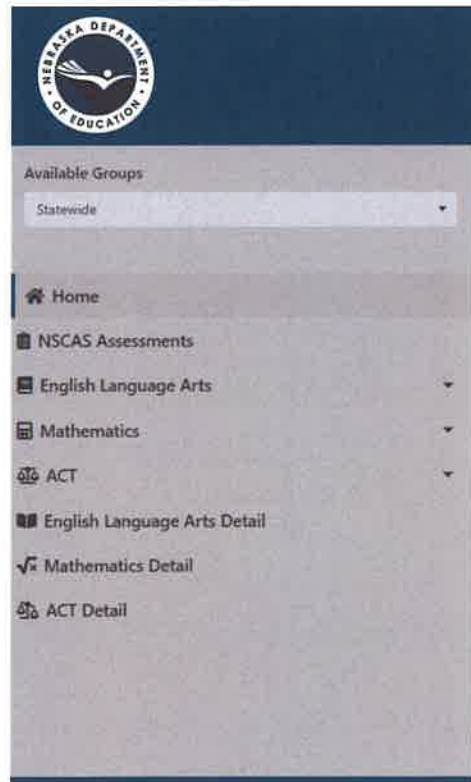 NEBRASKA DEPARTMENT OF EDUCATION
Available Groups
Statewide
Home
NSCAS Assessments
English Language Arts
Mathematics
ACT
English Language Arts Detail
Mathematics Detail
ACT Detail